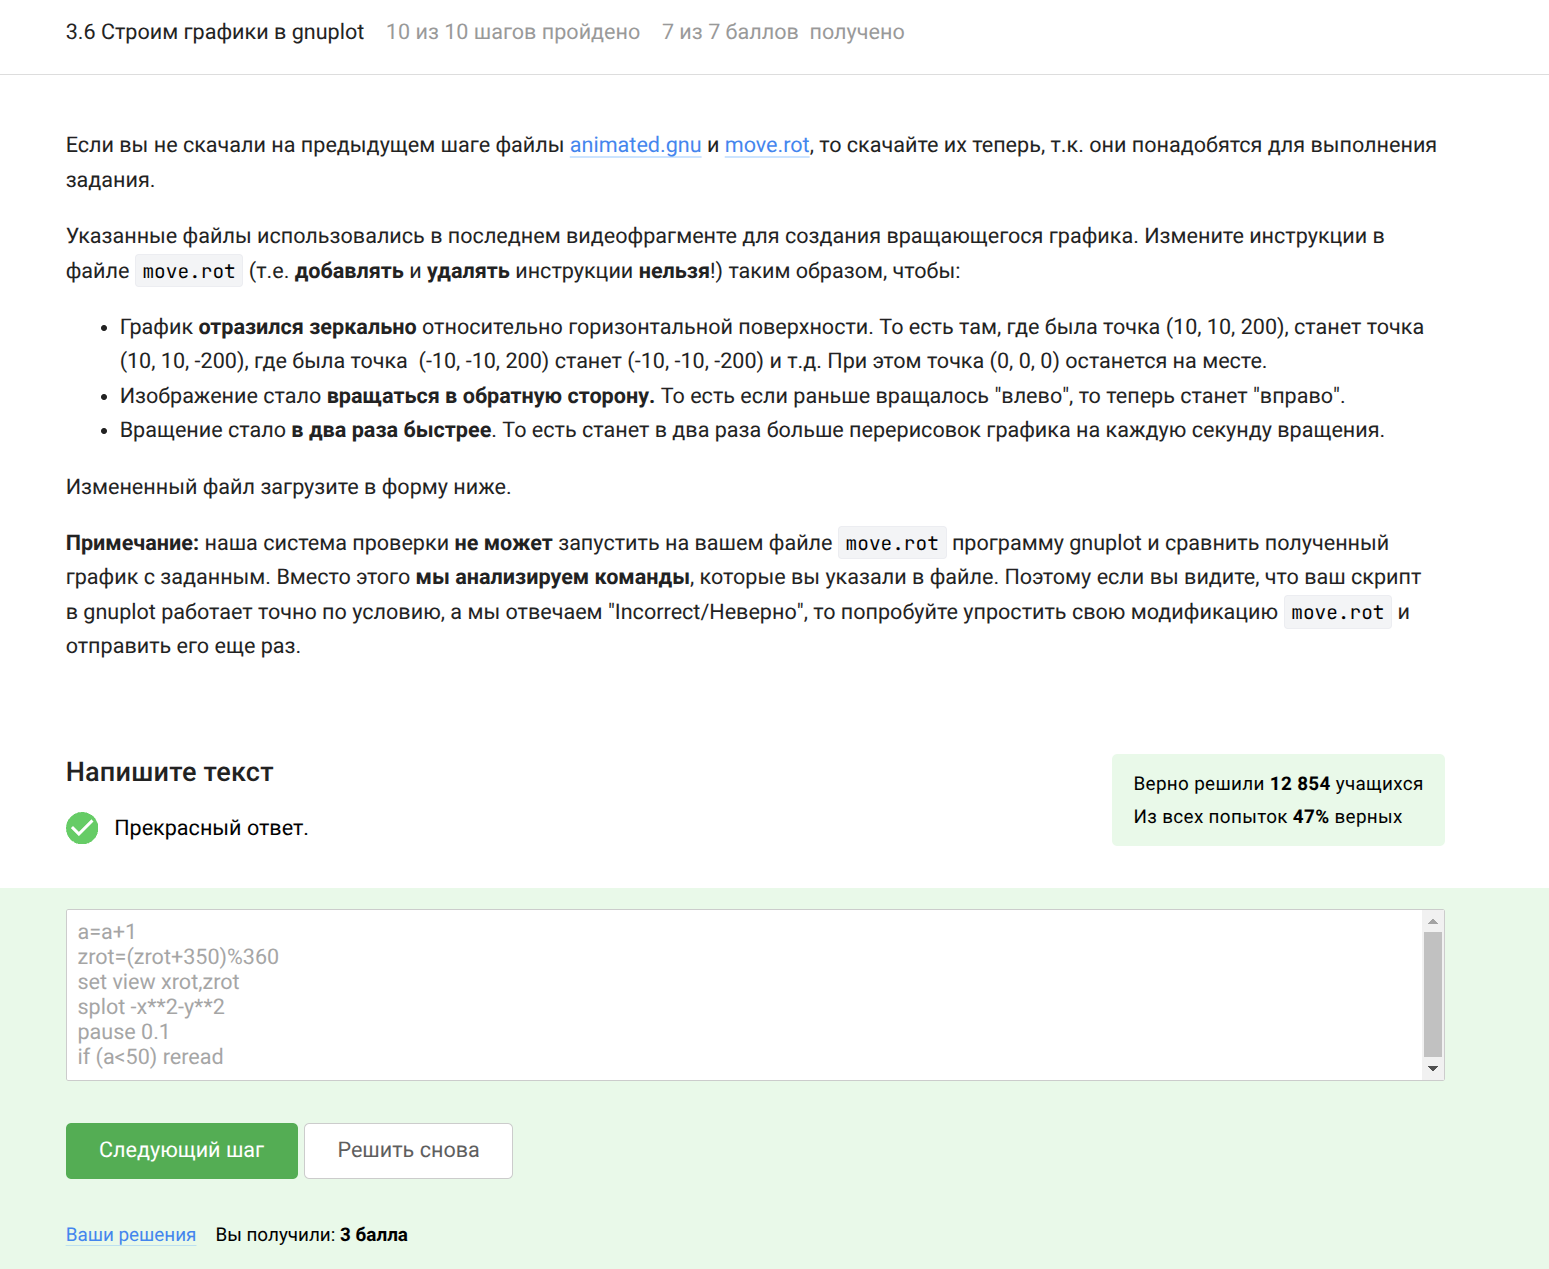 3.6 Строим графики в gnuplot 10 из 10 шагов пройдено 7 из 7 баллов получено
Если вы не скачали на предыдущем шаге файлы animated.gnu и move.rot, то скачайте их теперь, т.к. они понадобятся для выполнения
задания.
Указанные файлы использовались в последнем видеофрагменте для создания вращающегося графика. Измените инструкции в
файле move.rot (т.е. добавлять и удалять инструкции нельзя!) таким образом, чтобы:
• График отразился зеркально относительно горизонтальной поверхности. То есть там, где была точка (10, 10, 200), станет точка
(10, 10, -200), где была точка (-10, -10, 200) станет (-10, -10, -200) и т.д. При этом точка (0, 0, 0) останется на месте.
• Изображение стало вращаться в обратную сторону. То есть если раньше вращалось "влево", то теперь станет "вправо".
• Вращение стало в два раза быстрее. То есть станет в два раза больше перерисовок графика на каждую секунду вращения.
Измененный файл загрузите в форму ниже.
Примечание: наша система проверки не может запустить на вашем файле move.rot программу gnuplot и сравнить полученный
график с заданным. Вместо этого мы анализируем команды, которые вы указали в файле. Поэтому если вы видите, что ваш скрипт
в gnuplot работает точно по условию, а мы отвечаем "Incorrect/Неверно", то попробуйте упростить свою модификацию move.rot и
отправить его еще раз.
Напишите текст
Прекрасный ответ.
Верно решили 12 854 учащихся
Из всех попыток 47% верных
a=a+1
zrot=(zrot+350)%360
set view xrot,zrot
splot -x**2-y**2
pause 0.1
if (a<50) reread
Следующий шаг Решить снова
Ваши решения Вы получили: 3 балла